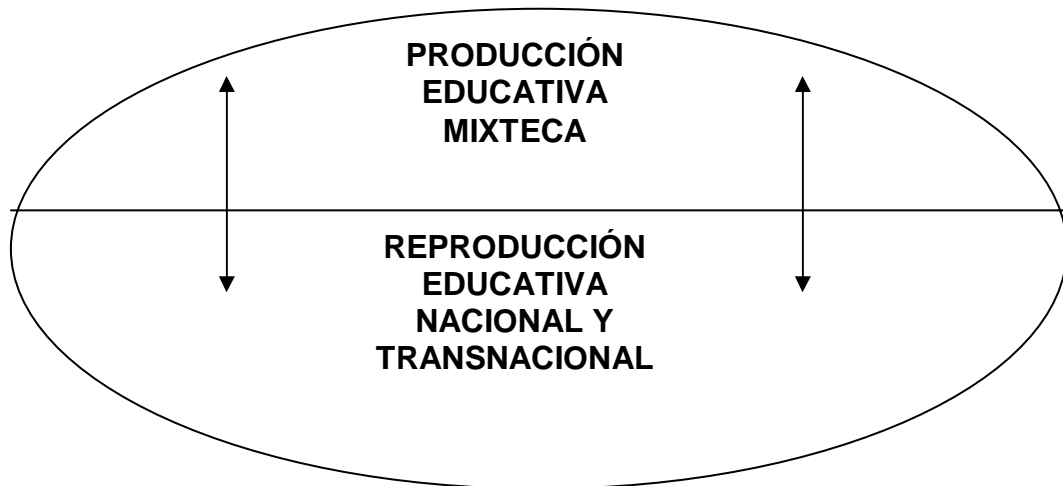 PRODUCCIÓN
EDUCATIVA
MIXTECA
REPRODUCCIÓN
EDUCATIVA
NACIONAL Y
TRANSNACIONAL